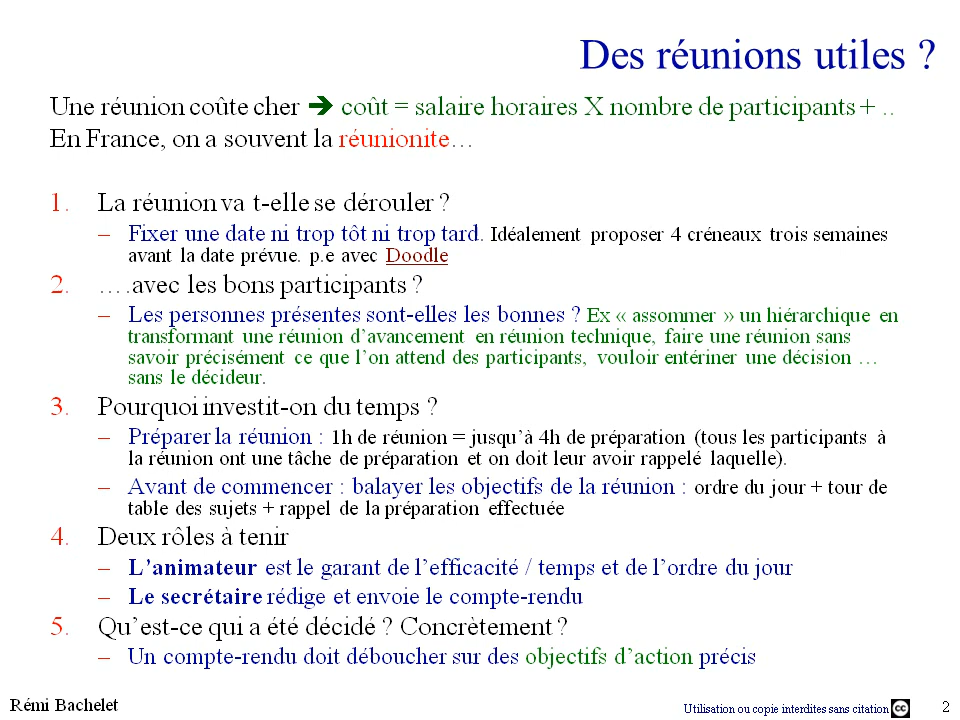 Des réunions utiles ?
Une réunion coûte cher ➔ coût = salaire horaires X nombre de participants + ..
En France, on a souvent la réunionite…
1. La réunion va t-elle se dérouler ?
– Fixer une date ni trop tôt ni trop tard. Idéalement proposer 4 créneaux trois semaines
avant la date prévue. p.e avec Doodle
2. ….avec les bons participants ?
– Les personnes présentes sont-elles les bonnes ? Ex « assommer » un hiérarchique en
transformant une réunion d’avancement en réunion technique, faire une réunion sans
savoir précisément ce que l’on attend des participants, vouloir entériner une décision …
sans le décideur.
3. Pourquoi investit-on du temps ?
– Préparer la réunion : 1h de réunion = jusqu’à 4h de préparation (tous les participants à
la réunion ont une tâche de préparation et on doit leur avoir rappelé laquelle).
– Avant de commencer : balayer les objectifs de la réunion : ordre du jour + tour de
table des sujets + rappel de la préparation effectuée
4. Deux rôles à tenir
– L’animateur est le garant de l’efficacité / temps et de l’ordre du jour
– Le secrétaire rédige et envoie le compte-rendu
5. Qu’est-ce qui a été décidé ? Concrètement ?
– Un compte-rendu doit déboucher sur des objectifs d’action précis
Rémi Bachelet
Utilisation ou copie interdites sans citation cc
2